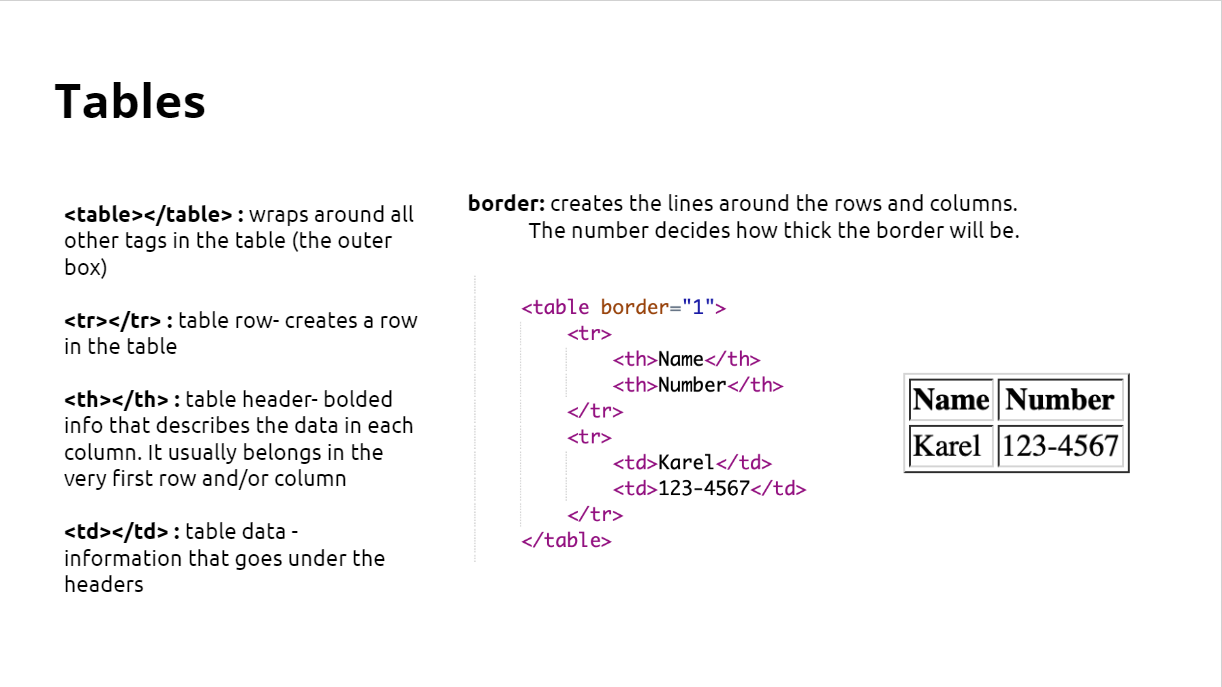 Tables
<table></table> : wraps around all
other tags in the table (the outer
box)
<tr></tr> : table row- creates a row
in the table
<th></th> : table header- bolded
info that describes the data in each
column. It usually belongs in the
very first row and/or column
<td></td> : table data -
information that goes under the
headers
border: creates the lines around the rows and columns.
The number decides how thick the border will be.
<table border="1">
<tr>
<th>Name</th>
<th>Number</th>
</tr>
<tr>
<td>Karel</td>
<td>123-4567</td>
</tr>
</table>
Name Number
Karel 123-4567